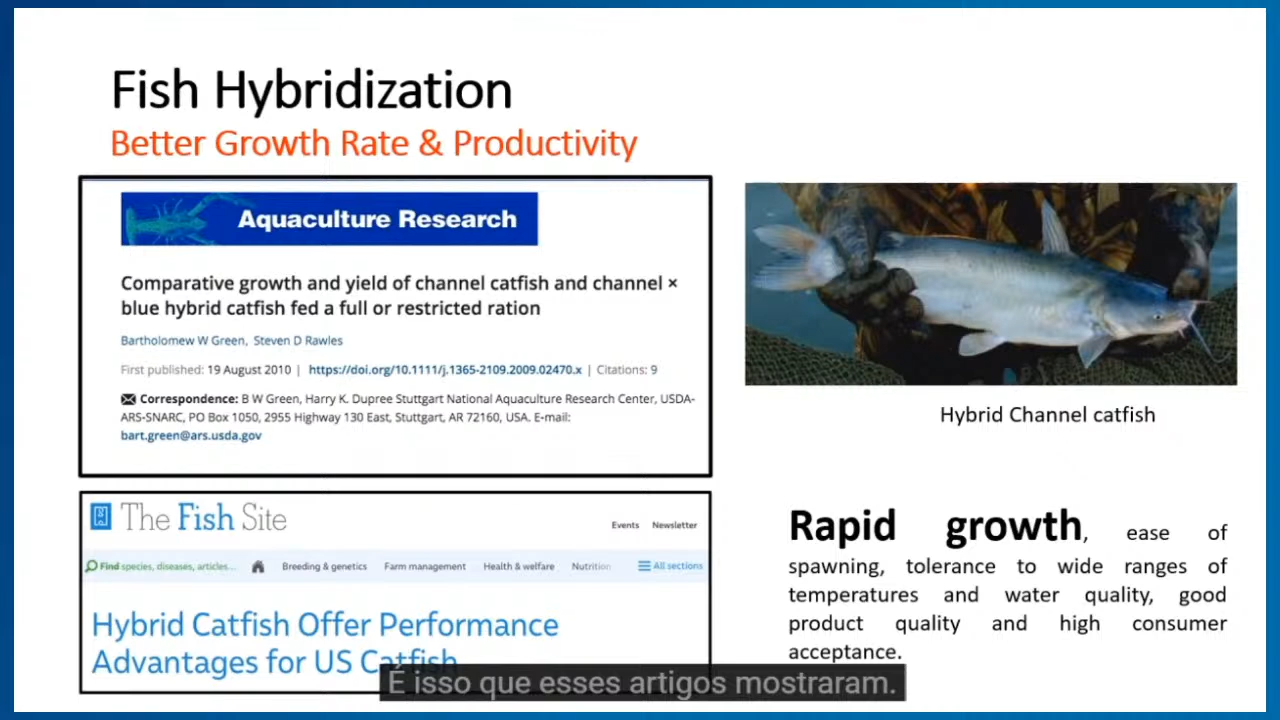 Fish Hybridization
Better Growth Rate & Productivity
Aquaculture Research
Comparative growth and yield of channel catfish and channel ×
blue hybrid catfish fed a full or restricted ration
Bartholomew W Green, Steven D Rawles
First published: 19 August 2010 | https://doi.org/10.1111/j.1365-2109.2009.02470.x | Citations: 9
Correspondence: B W Green, Harry K. Dupree Stuttgart National Aquaculture Research Center, USDA-
ARS-SNARC, PO Box 1050, 2955 Highway 130 East, Stuttgart, AR 72160, USA. E-mail:
bart.green@ars.usda.gov
Hybrid Channel catfish
The Fish Site
Events Newsletter
Find species, diseases, articles... Breeding & genetics Farm management Health & welfare Nutrition All sections
Hybrid Catfish Offer Performance
Advantages for US Catfish
Rapid growth, ease of
spawning, tolerance to wide ranges of
temperatures and water quality, good
product quality and high consumer
acceptance.
É isso que esses artigos mostraram.